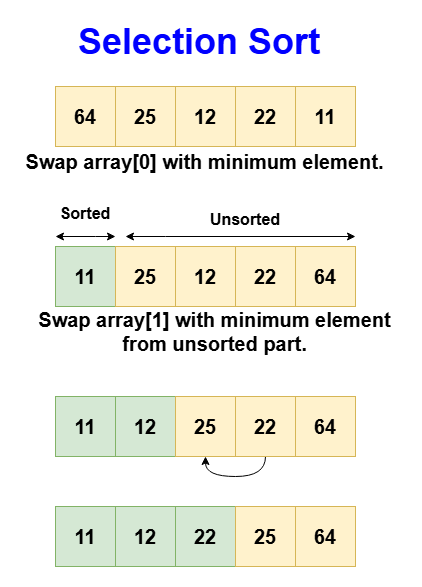 Selection Sort
64 25 12 22 11
Swap array[0] with minimum element.
Sorted Unsorted
11 25 12 22 64
Swap array[1] with minimum element
from unsorted part.
11 12 25 22 64
11 12 22 25 64